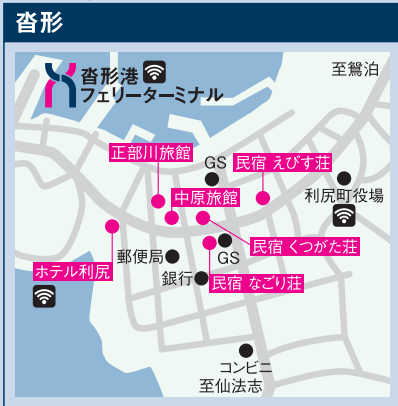 沓形
沓形港
フェリーターミナル
至鴛泊
正部川旅館
GS
民宿 えびす荘
中原旅館
利尻町役場
民宿 くつがた荘
郵便局
GS
ホテル利尻
銀行
民宿 なごり荘
コンビニ
至仙法志